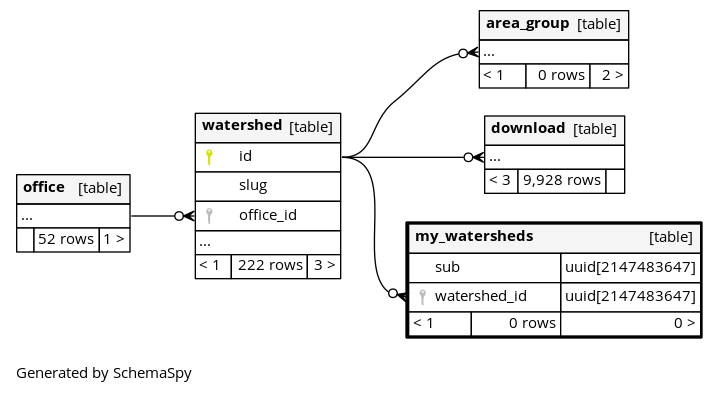 area_group [table]
...
< 1 0 rows 2 >
watershed [table]
id
slug
office_id
...
< 1 222 rows 3 >
download [table]
...
< 3 9,928 rows
office [table]
...
52 rows 1 >
my_watersheds [table]
sub uuid[2147483647]
watershed_id uuid[2147483647]
< 1 0 rows 0 >
Generated by SchemaSpy